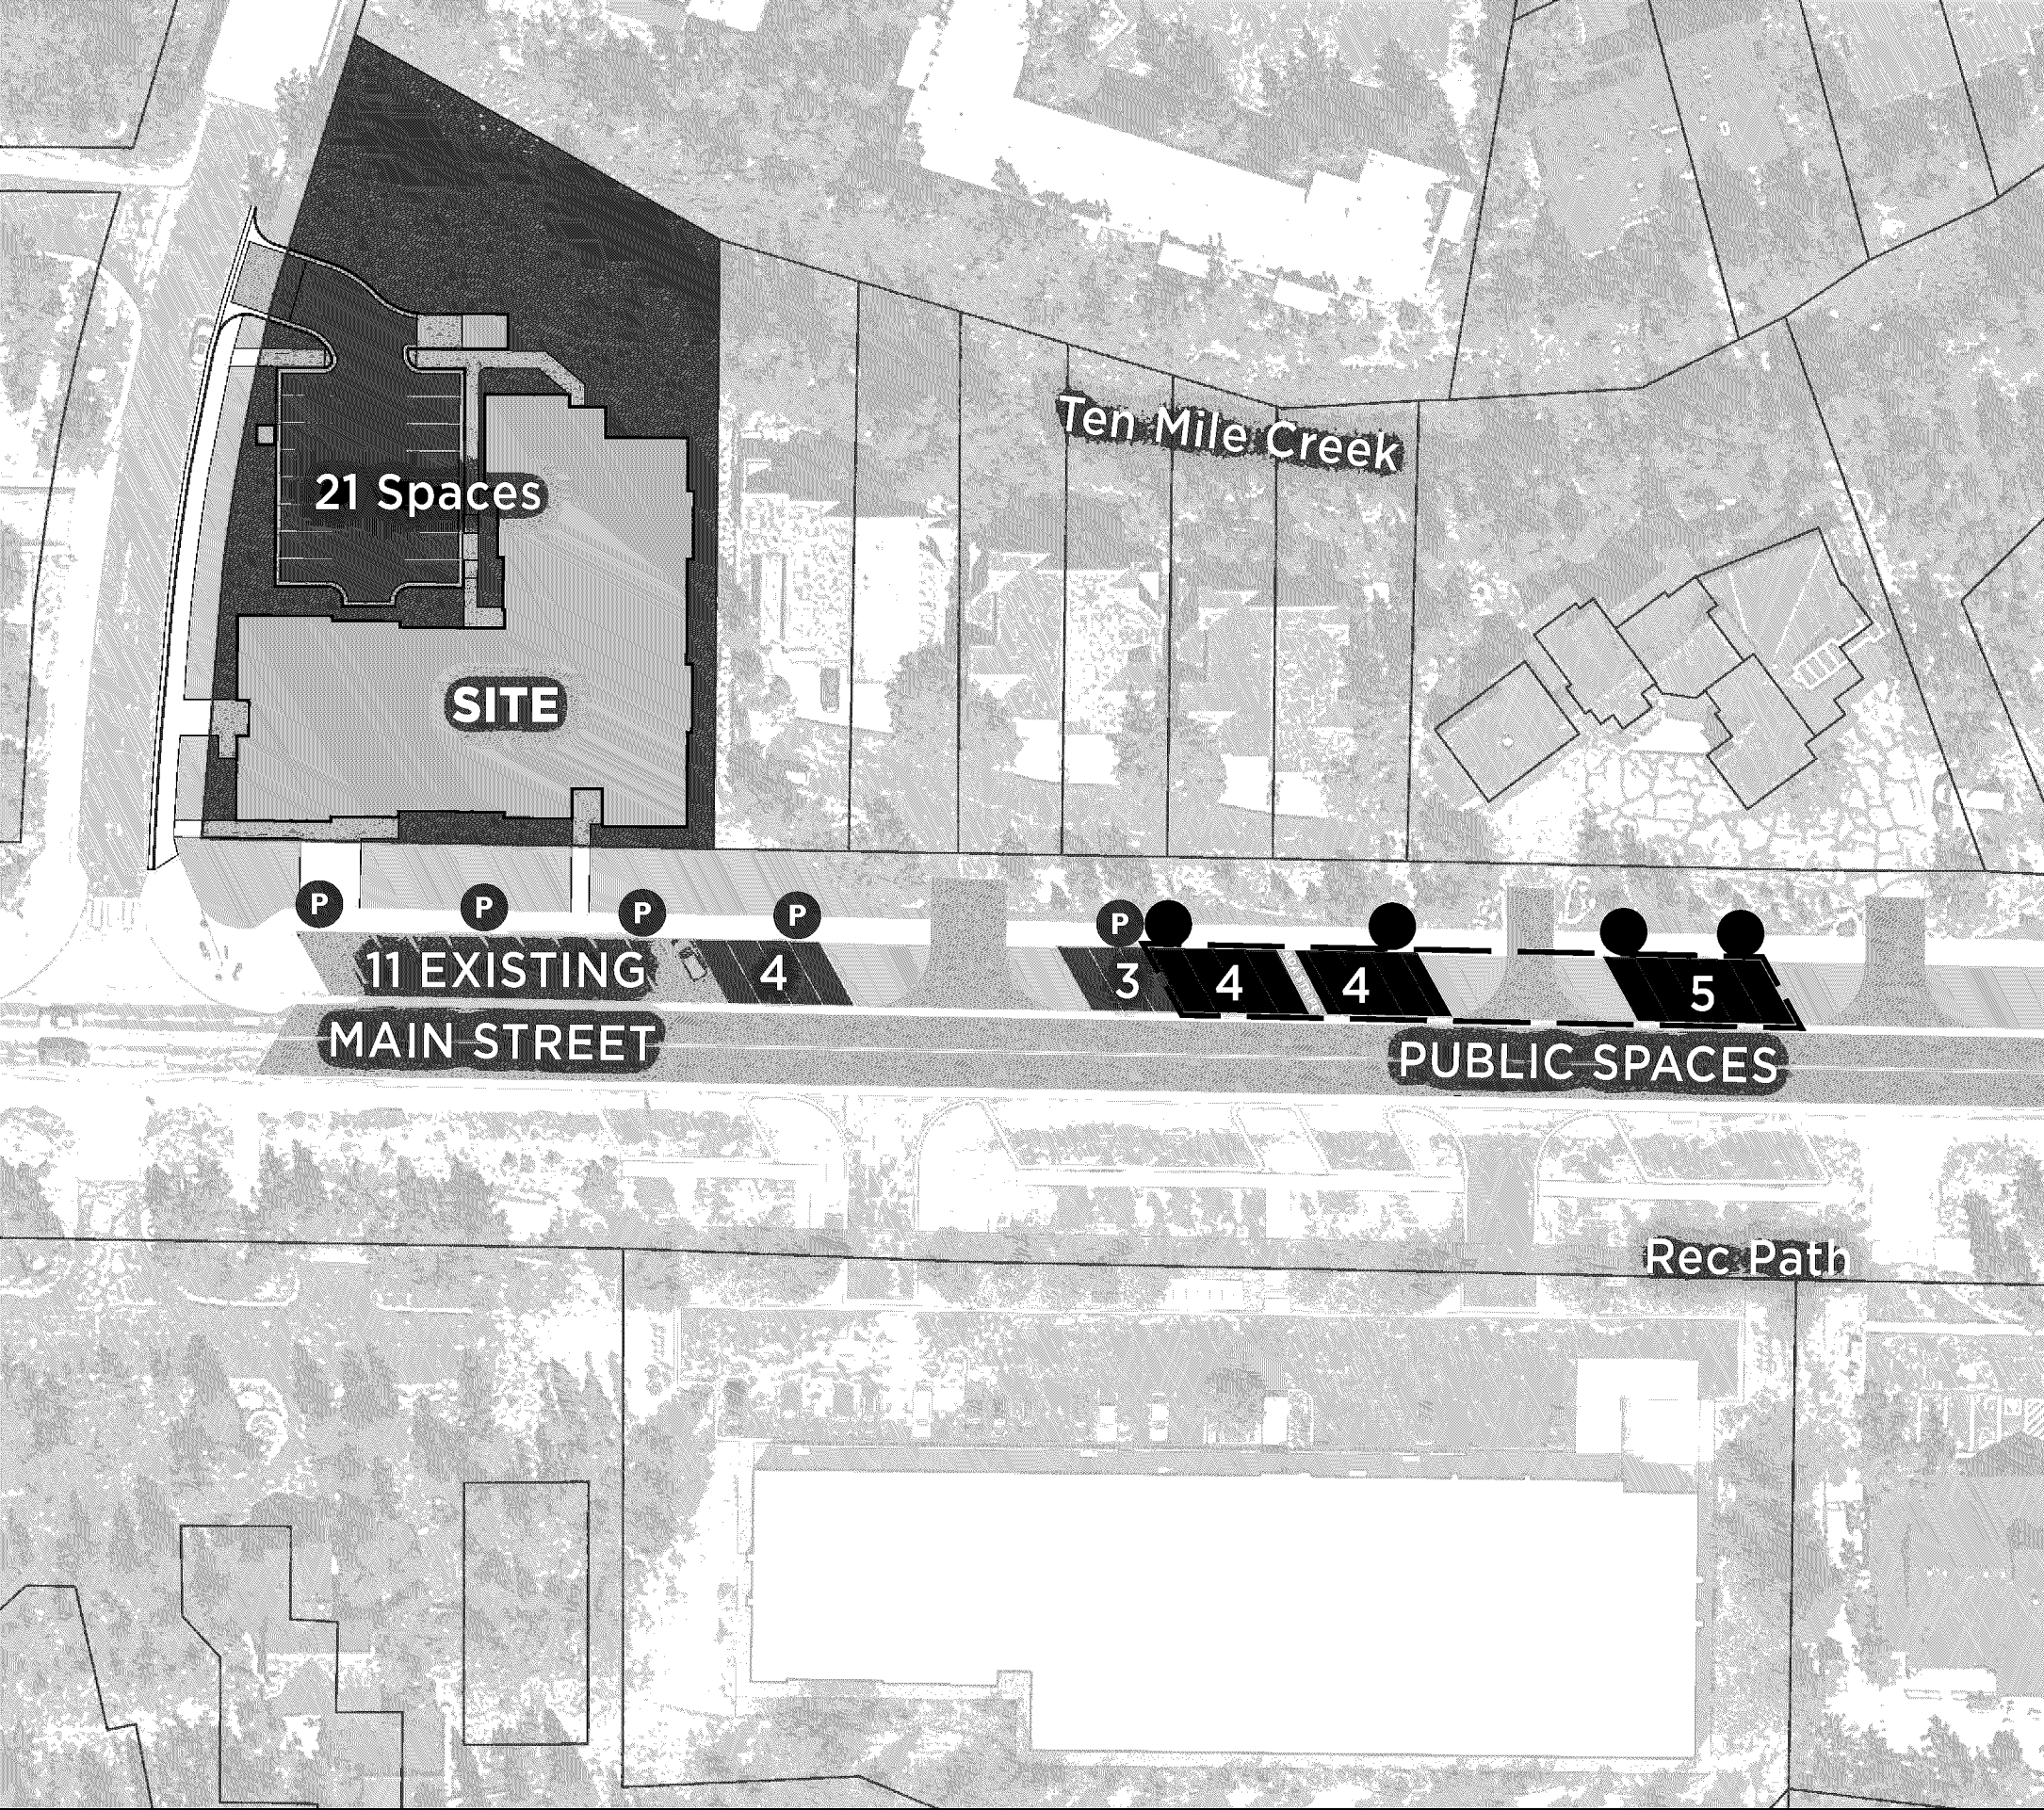 Ten Mile Creek
21 Spaces
SITE
P P P P P
11 EXISTING 4 3 4 4 5
MAIN STREET
PUBLIC SPACES
Rec Path